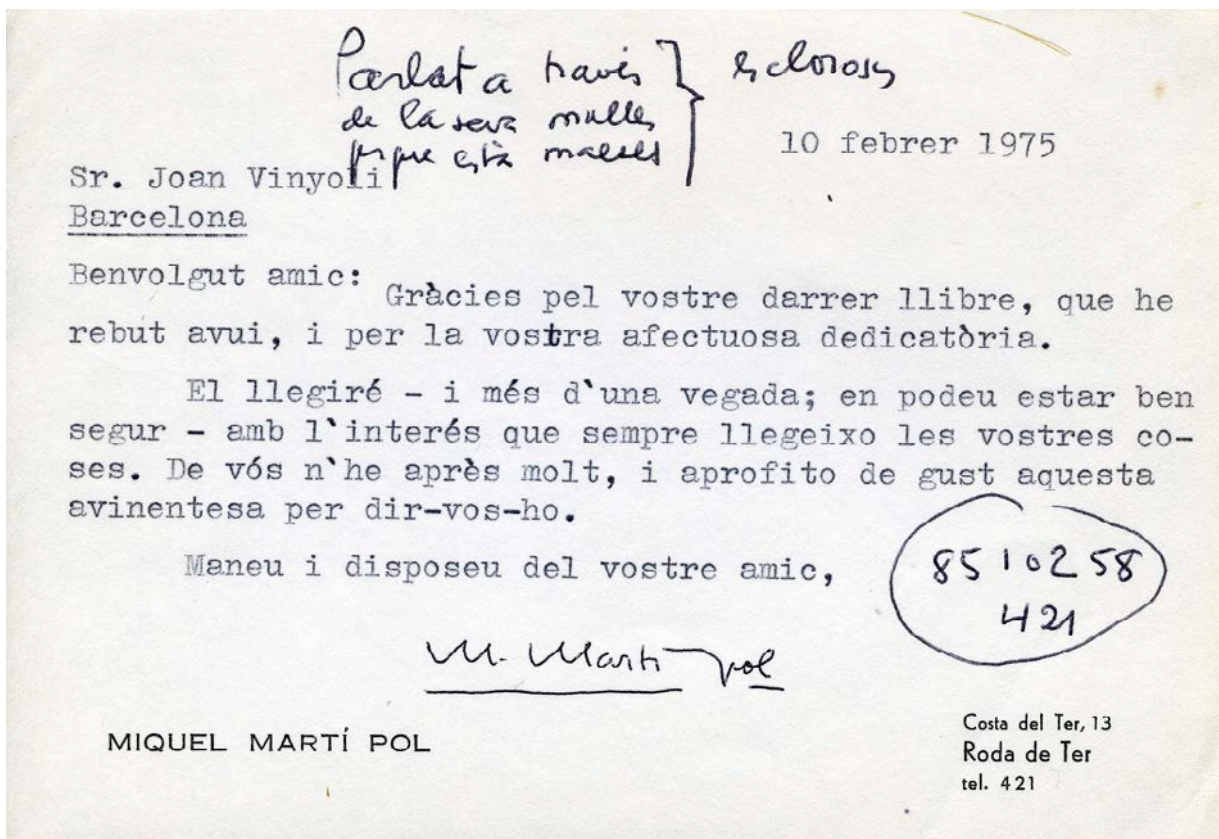 Parlat a través } esclorosis
de la seva muller
perquè està
10 febrer 1975
Sr. Joan Vinyoli
Barcelona
Benvolgut amic:
Gràcies pel vostre darrer llibre, que he
rebut avui, i per la vostra afectuosa dedicatòria.
El llegiré - i més d`una vegada; en podeu estar ben
segur - amb l`interés que sempre llegeixo les vostres co-
ses. De vós n`he après molt, i aprofito de gust aquesta
avinentesa per dir-vos-ho.
Maneu i disposeu del vostre amic,
85 10258
421
M. Martí Pol
MIQUEL MARTÍ POL
Costa del Ter, 13
Roda de Ter
tel. 421